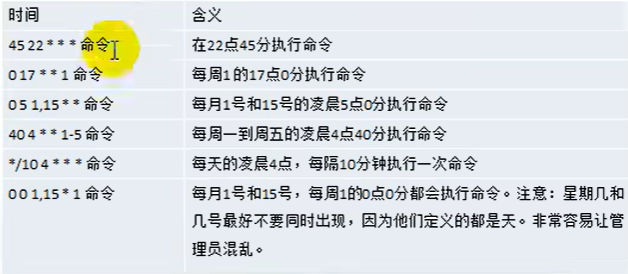 时间 含义
45 22 * * * 命令 在22点45分执行命令
0 17 * * 1 命令 每周1的17点0分执行命令
0 5 1,15 * * 命令 每月1号和15号的凌晨5点0分执行命令
40 4 * * 1-5 命令 每周一到周五的凌晨4点40分执行命令
*/10 4 * * * 命令 每天的凌晨4点，每隔10分钟执行一次命令
0 0 1,15 * 1 命令 每月1号和15号，每周1的0点0分都会执行命令。注意：星期几和
几号最好不要同时出现，因为他们定义的都是天。非常容易让
管理员混乱。